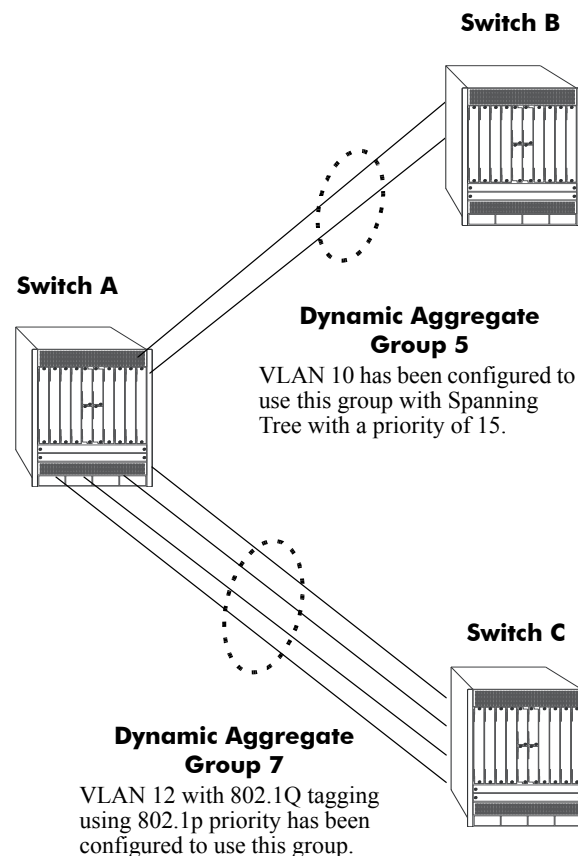 Switch B
Switch A
Dynamic Aggregate
Group 5
VLAN 10 has been configured to
use this group with Spanning
Tree with a priority of 15.
Switch C
Dynamic Aggregate
Group 7
VLAN 12 with 802.1Q tagging
using 802.1p priority has been
configured to use this group.